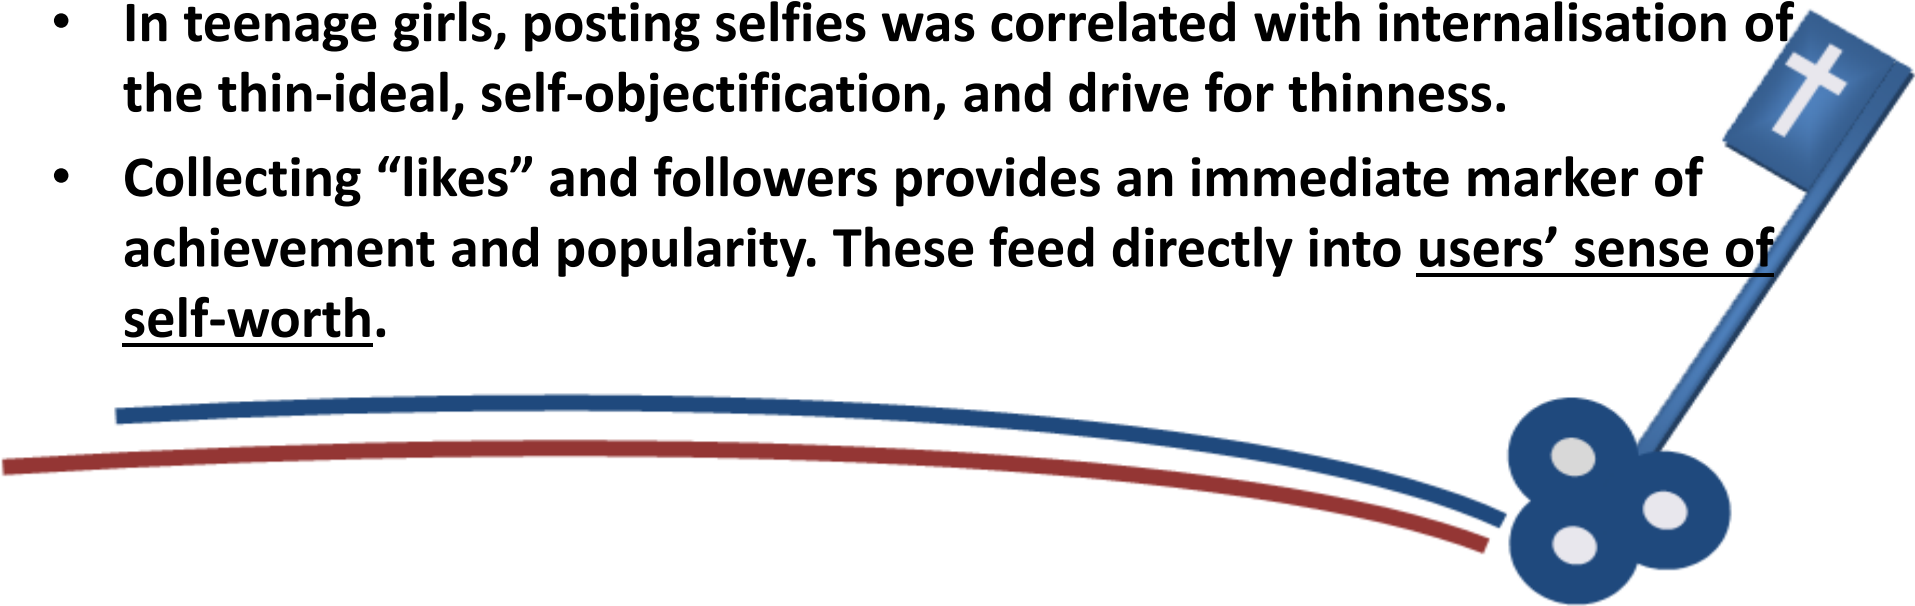 • In teenage girls, posting selfies was correlated with internalisation of
the thin-ideal, self-objectification, and drive for thinness.
• Collecting “likes” and followers provides an immediate marker of
achievement and popularity. These feed directly into users’ sense of
self-worth.